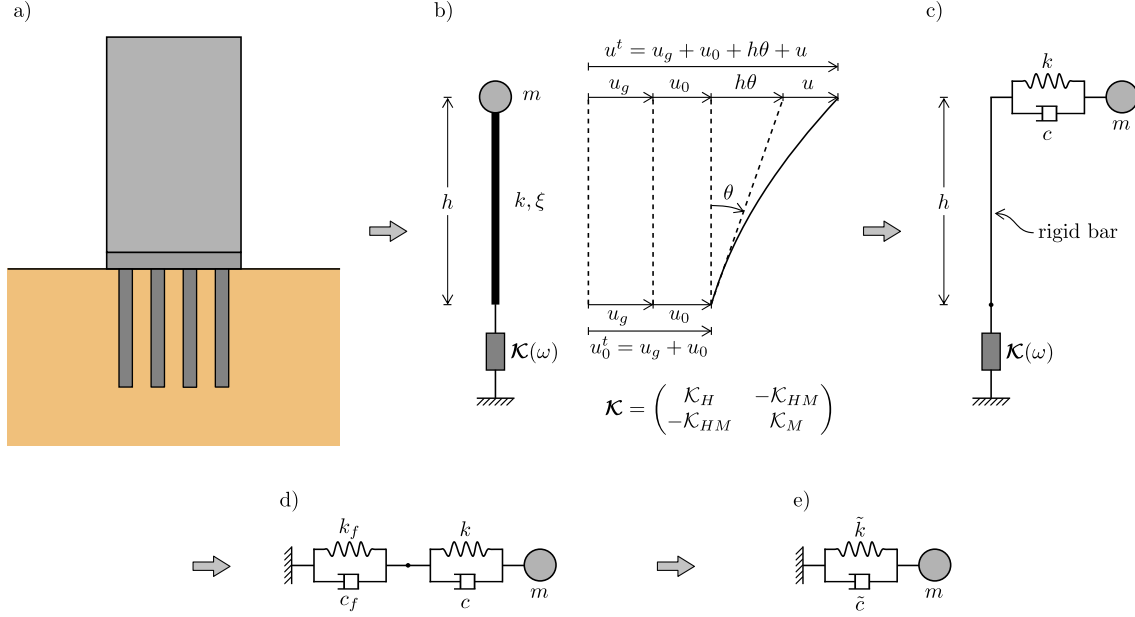 a)
b)
c)
u^t = u_g + u_0 + hθ + u
u_g u_0 hθ u
m
h
k, ξ
θ
u_g u_0
u_0^t = u_g + u_0
𝓚(ω)
𝓚 = ( 𝒦_H −𝒦_HM
−𝒦_HM 𝒦_M )
k
c
m
h
rigid bar
𝓚(ω)
d)
k_f k
c_f c m
e)
k̃
c̃ m